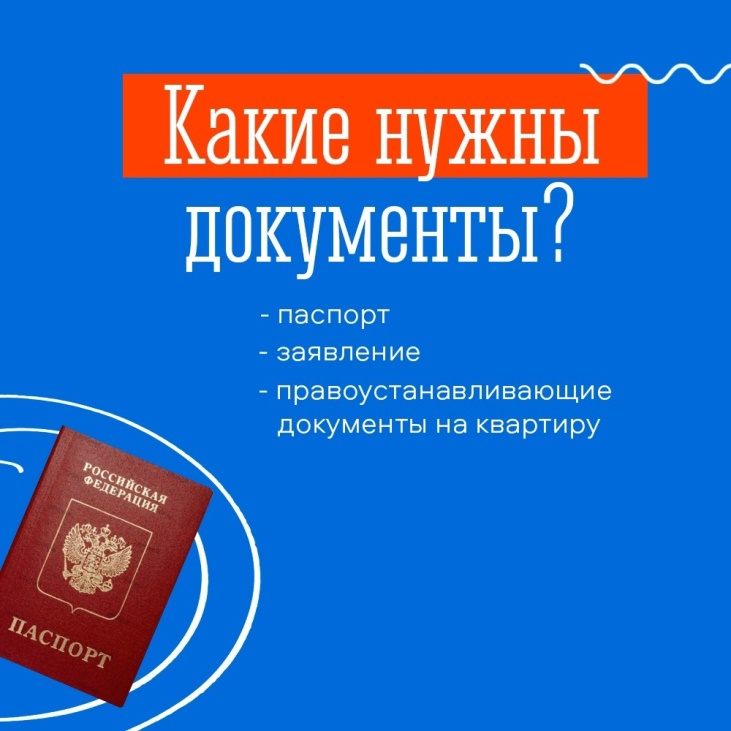 Какие нужны
документы?
- паспорт
- заявление
- правоустанавливающие
документы на квартиру
РОССИЙСКАЯ
ФЕДЕРАЦИЯ
ПАСПОРТ